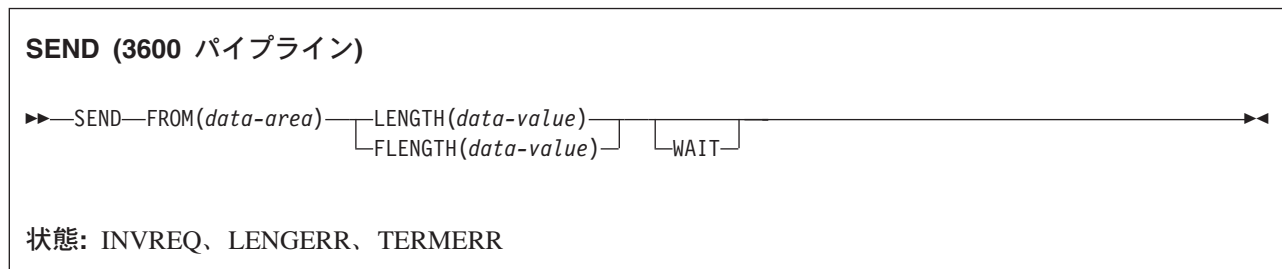 SEND (3600 パイプライン)
SEND FROM(data-area) LENGTH(data-value)
FLENGTH(data-value) WAIT
状態: INVREQ、LENGERR、TERMERR